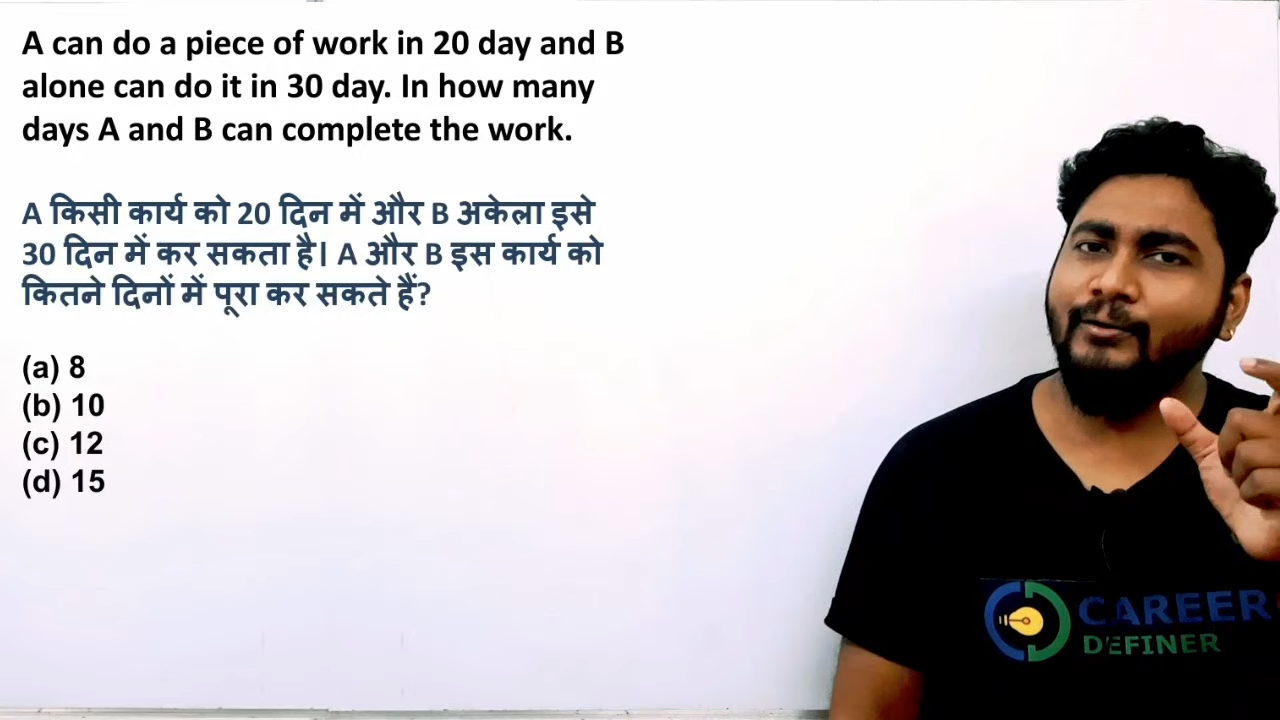 A can do a piece of work in 20 day and B
alone can do it in 30 day. In how many
days A and B can complete the work.
A किसी कार्य को 20 दिन में और B अकेला इसे
30 दिन में कर सकता है। A और B इस कार्य को
कितने दिनों में पूरा कर सकते हैं?
(a) 8
(b) 10
(c) 12
(d) 15
CAREER
DEFINER